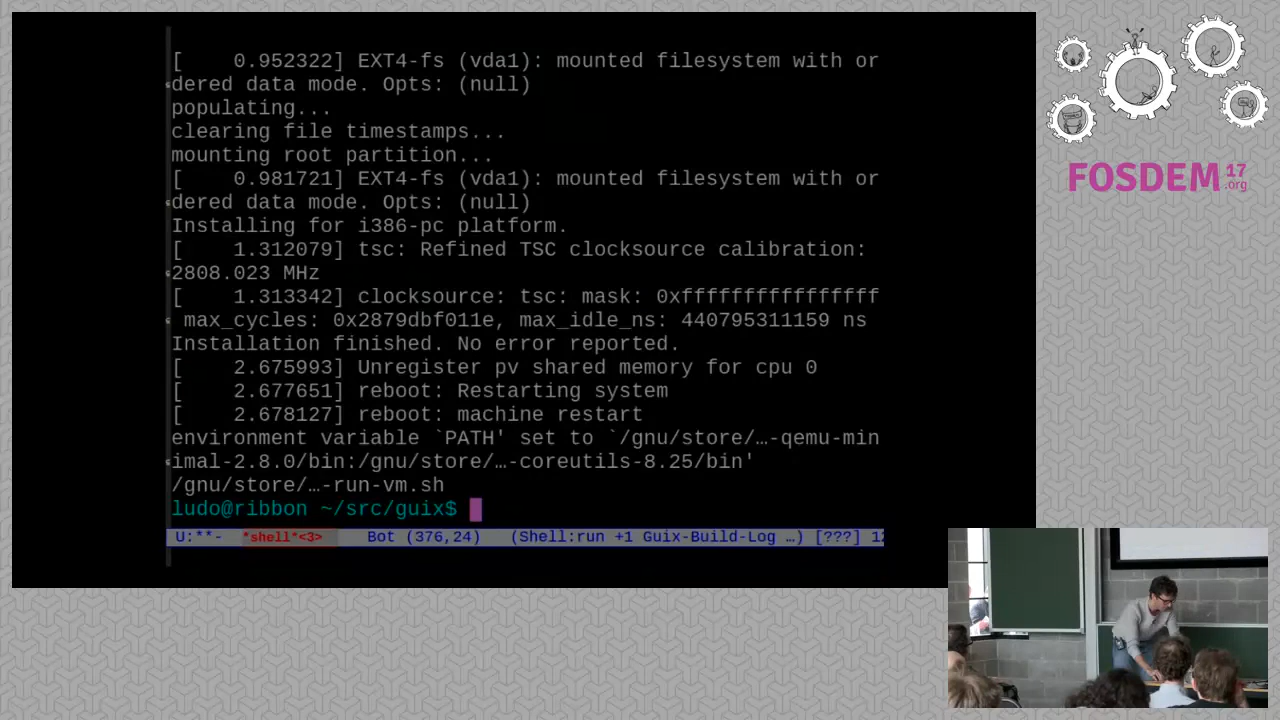 [    0.952322] EXT4-fs (vda1): mounted filesystem with or
dered data mode. Opts: (null)
populating...
clearing file timestamps...
mounting root partition...
[    0.981721] EXT4-fs (vda1): mounted filesystem with or
dered data mode. Opts: (null)
Installing for i386-pc platform.
[    1.312079] tsc: Refined TSC clocksource calibration:
2808.023 MHz
[    1.313342] clocksource: tsc: mask: 0xffffffffffffffff
max_cycles: 0x2879dbf011e, max_idle_ns: 440795311159 ns
Installation finished. No error reported.
[    2.675993] Unregister pv shared memory for cpu 0
[    2.677651] reboot: Restarting system
[    2.678127] reboot: machine restart
environment variable `PATH' set to `/gnu/store/…-qemu-min
imal-2.8.0/bin:/gnu/store/…-coreutils-8.25/bin'
/gnu/store/…-run-vm.sh
ludo@ribbon ~/src/guix$
U:**-  *shell*<3>   Bot (376,24)   (Shell:run +1 Guix-Build-Log …) [???]
FOSDEM 17
.org